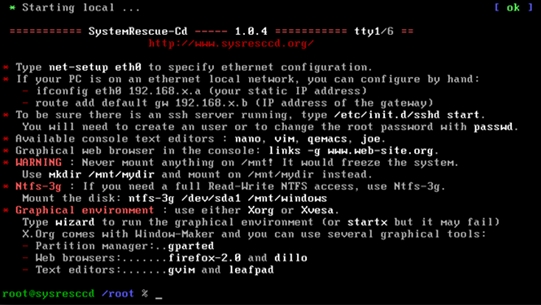 * Starting local ... [ ok ]
=========== SystemRescue-Cd ----- 1.0.4 =========== tty1/6 ==
http://www.sysresccd.org/
* Type net-setup eth0 to specify ethernet configuration.
* If your PC is on an ethernet local network, you can configure by hand:
- ifconfig eth0 192.168.x.a (your static IP address)
- route add default gw 192.168.x.b (IP address of the gateway)
* To be sure there is an ssh server running, type /etc/init.d/sshd start.
You will need to create an user or to change the root password with passwd.
* Available console text editors : nano, vim, qemacs, joe.
* Graphical web browser in the console: links -g www.web-site.org.
* WARNING : Never mount anything on /mnt! It would freeze the system.
Use mkdir /mnt/mydir and mount on /mnt/mydir instead.
* Ntfs-3g : If you need a full Read-Write NTFS access, use Ntfs-3g.
Mount the disk: ntfs-3g /dev/sda1 /mnt/windows
* Graphical environment : use either Xorg or Xvesa.
Type wizard to run the graphical environment (or startx but it may fail)
X.Org comes with Window-Maker and you can use several graphical tools:
- Partition manager:..gparted
- Web browsers:.......firefox-2.0 and dillo
- Text editors:.......gvim and leafpad
root@sysresccd /root % _